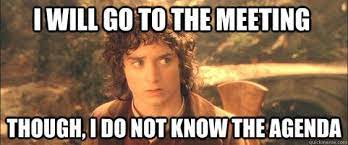 I WILL GO TO THE MEETING
THOUGH, I DO NOT KNOW THE AGENDA
quickmeme.com